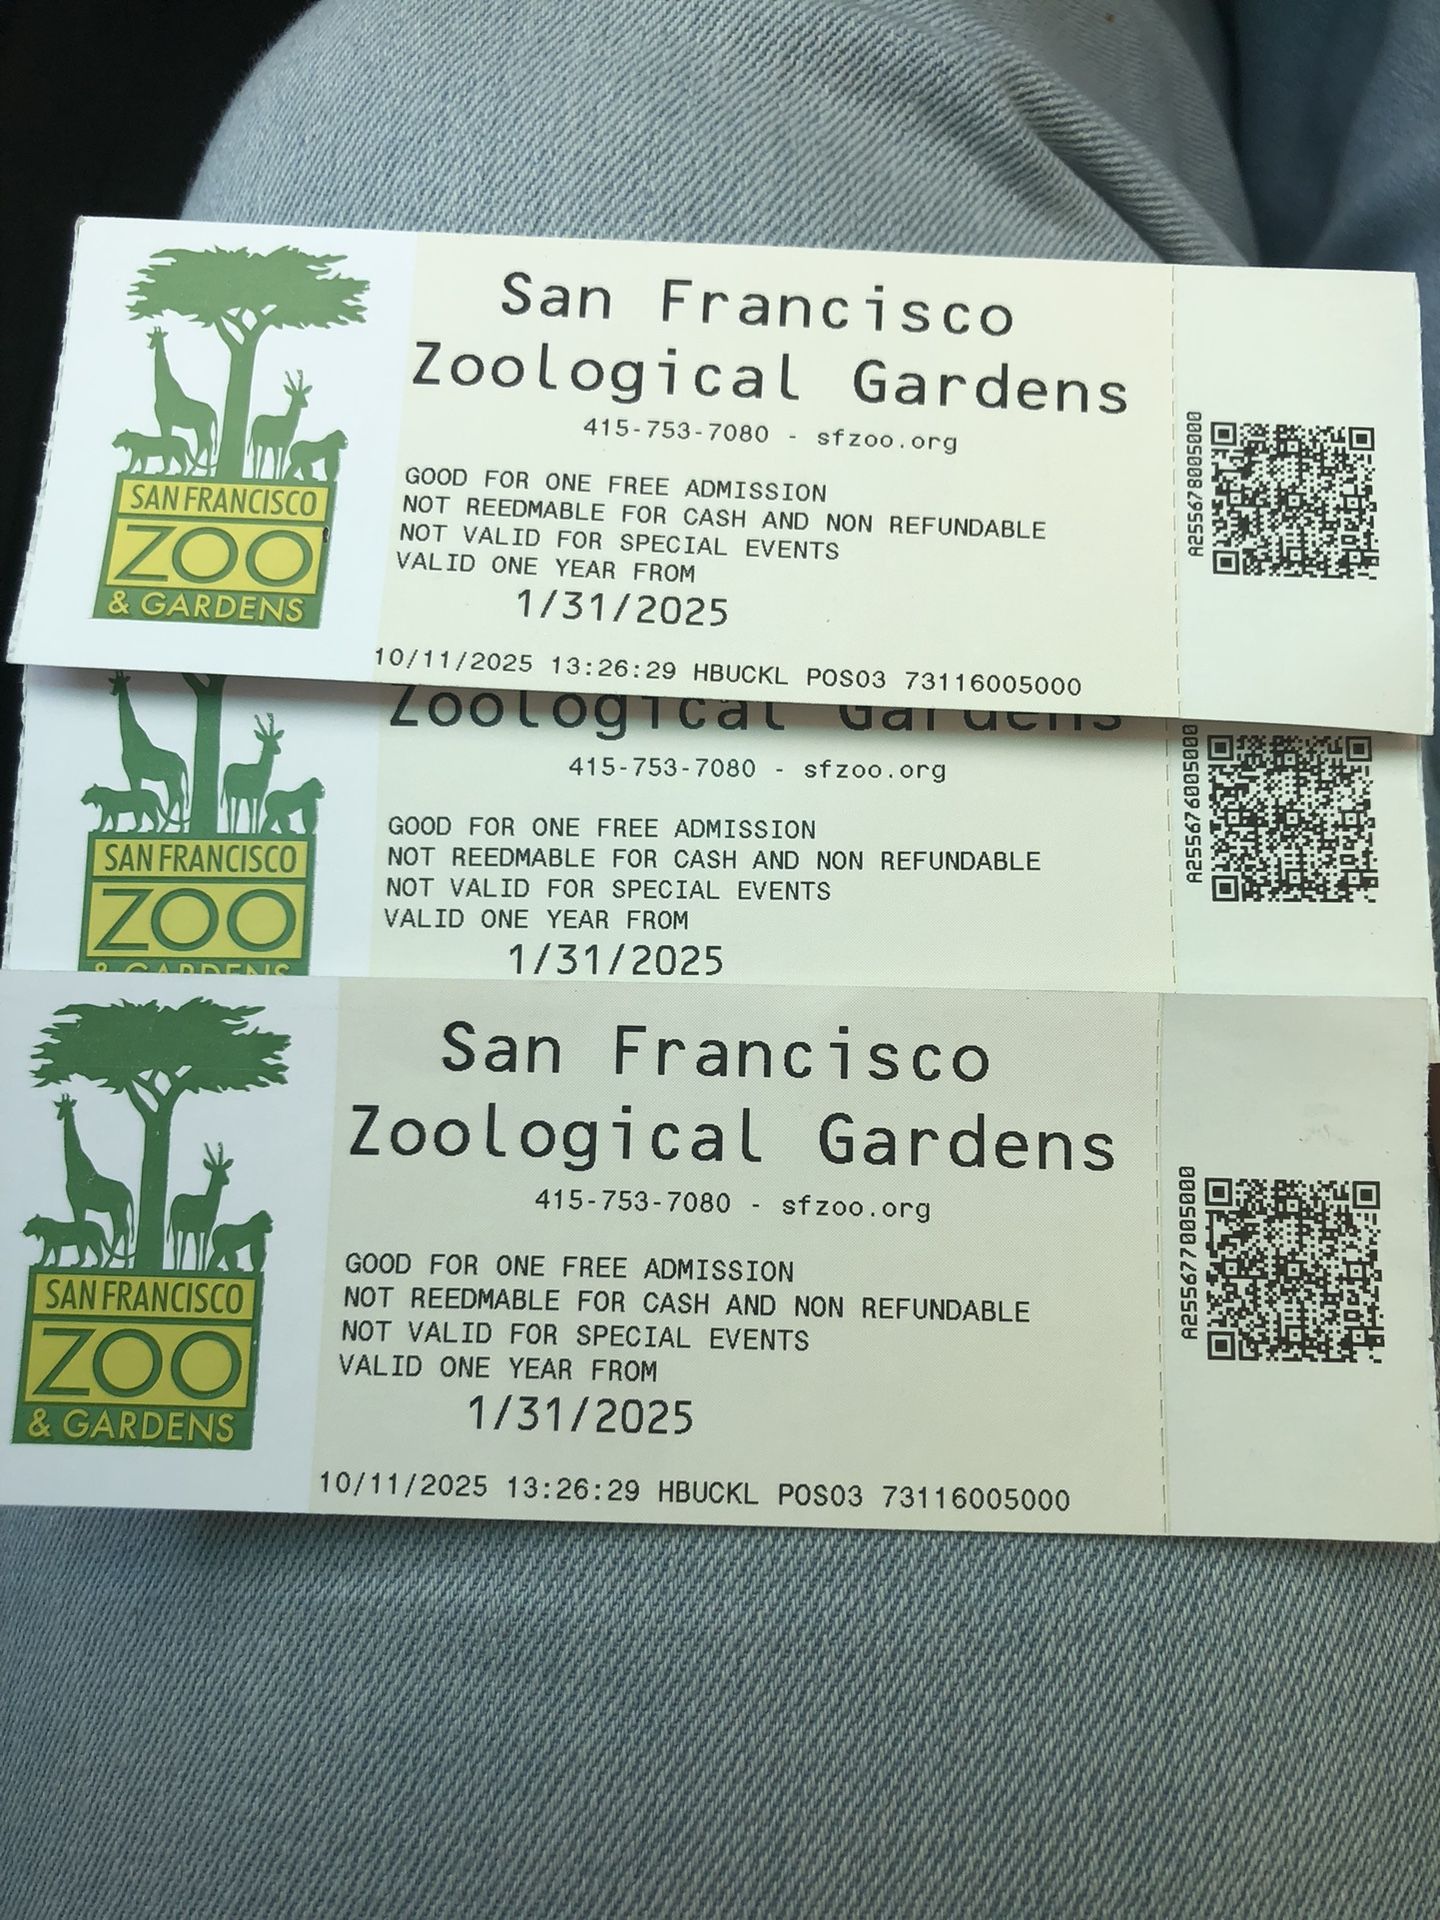 San Francisco
Zoological Gardens
415-753-7080 - sfzoo.org
GOOD FOR ONE FREE ADMISSION
NOT REEDMABLE FOR CASH AND NON REFUNDABLE
NOT VALID FOR SPECIAL EVENTS
VALID ONE YEAR FROM
1/31/2025
10/11/2025 13:26:29 HBUCKL POS03 73116005000
SAN FRANCISCO
ZOO
& GARDENS
A255678005000
Zoological Gardens
415-753-7080 - sfzoo.org
GOOD FOR ONE FREE ADMISSION
NOT REEDMABLE FOR CASH AND NON REFUNDABLE
NOT VALID FOR SPECIAL EVENTS
VALID ONE YEAR FROM
1/31/2025
SAN FRANCISCO
ZOO
& GARDENS
A255676005000
San Francisco
Zoological Gardens
415-753-7080 - sfzoo.org
GOOD FOR ONE FREE ADMISSION
NOT REEDMABLE FOR CASH AND NON REFUNDABLE
NOT VALID FOR SPECIAL EVENTS
VALID ONE YEAR FROM
1/31/2025
10/11/2025 13:26:29 HBUCKL POS03 73116005000
SAN FRANCISCO
ZOO
& GARDENS
A255677005000